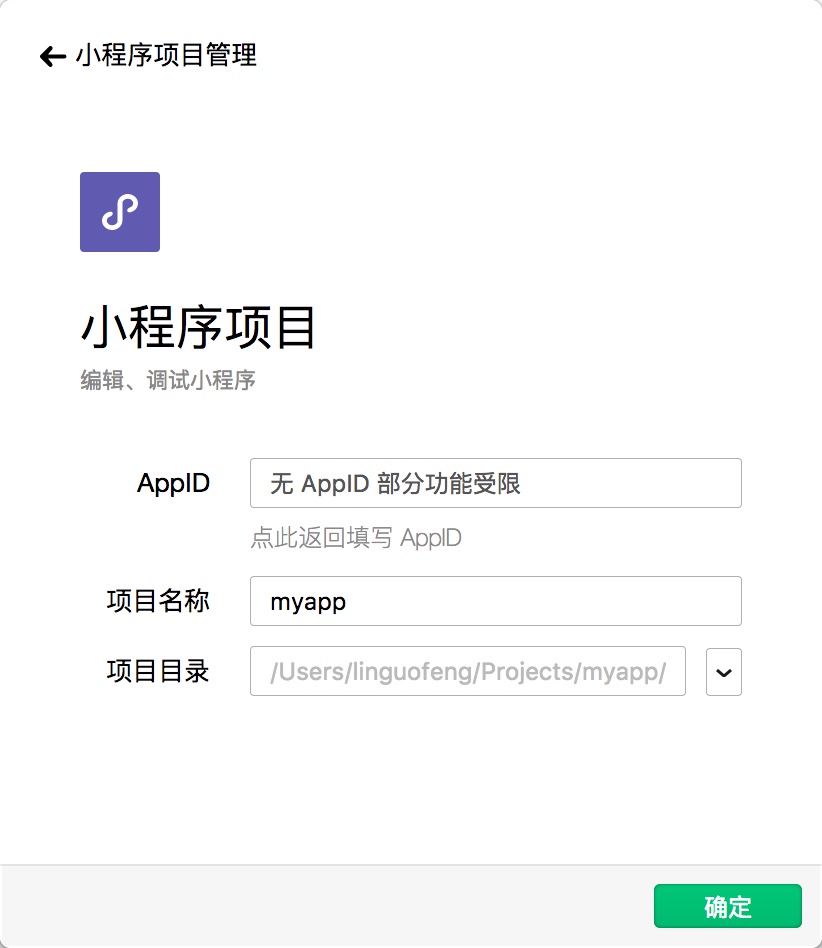 小程序项目管理
小程序项目
编辑、调试小程序
AppID 无 AppID 部分功能受限
点此返回填写 AppID
项目名称 myapp
项目目录 /Users/linguofeng/Projects/myapp/
确定